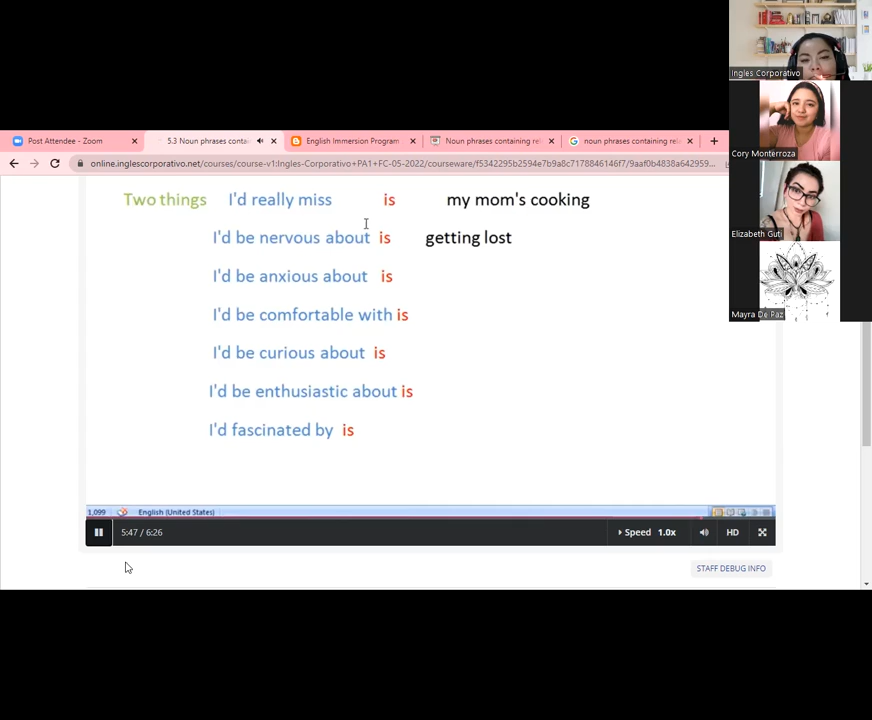 Ingles Corporativo
Post Attendee - Zoom
5.3 Noun phrases contai
English Immersion Program
Noun phrases containing rel
noun phrases containing rel
Cory Monterroza
online.inglescorporativo.net/courses/course-v1:Ingles-Corporativo+PA1+FC-05-2022/courseware/f5342295b2594e7b9a8c7178846146f7/9aaf0b4838a642959...
Two things I'd really miss is my mom's cooking
I'd be nervous about is getting lost
Elizabeth Guti
I'd be anxious about is
I'd be comfortable with is
Mayra De Paz
I'd be curious about is
I'd be enthusiastic about is
I'd fascinated by is
1,099 English (United States)
5:47 / 6:26 Speed 1.0x HD
STAFF DEBUG INFO